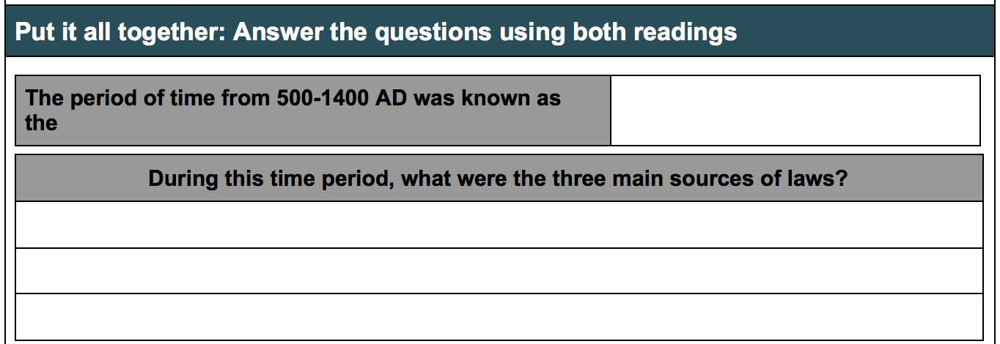 Put it all together: Answer the questions using both readings
The period of time from 500-1400 AD was known as
the
During this time period, what were the three main sources of laws?